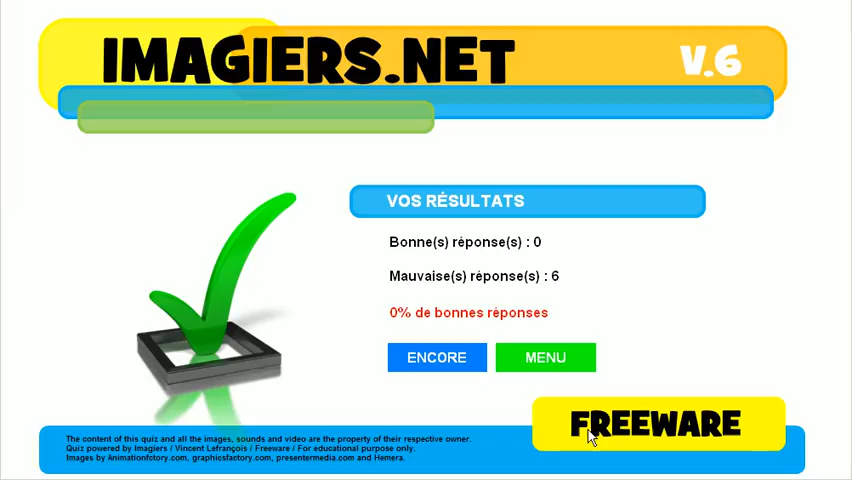 IMAGIERS.NET
V.6
VOS RÉSULTATS
Bonne(s) réponse(s) : 0
Mauvaise(s) réponse(s) : 6
0% de bonnes réponses
ENCORE
MENU
FREEWARE
The content of this quiz and all the images, sounds and video are the property of their respective owner.
Quiz powered by Imagiers / Vincent Lefrançois / Freeware / For educational purpose only.
Images by Animationfctory.com, graphicsfactory.com, presentermedia.com and Hemera.